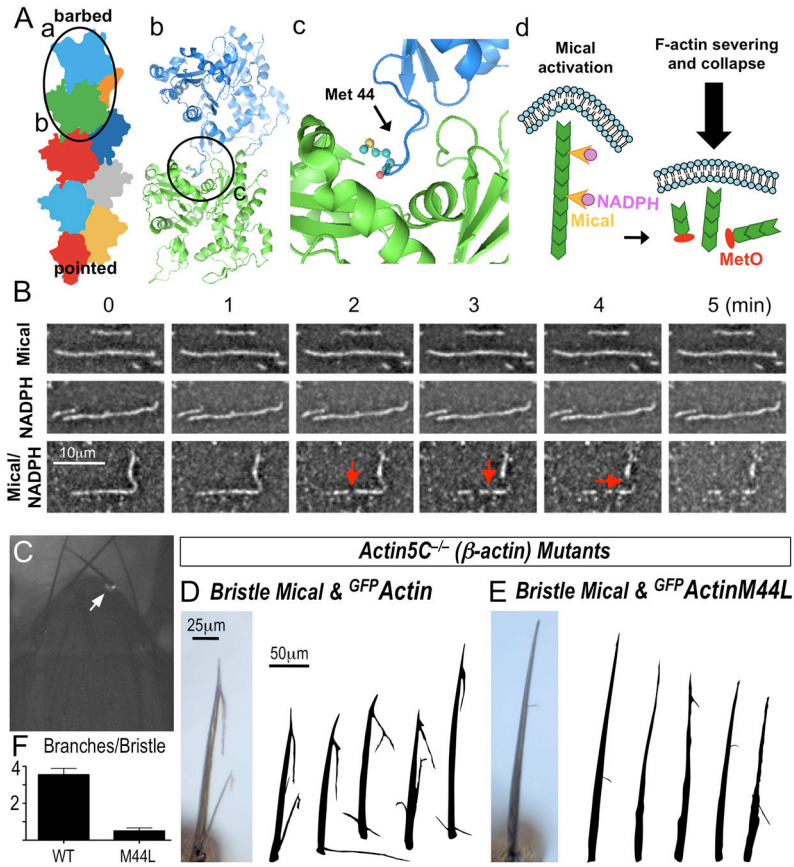 A
a
barbed
b
pointed
b
c
c
Met 44
d
Mical
activation
F-actin severing
and collapse
NADPH
Mical
MetO
B
0
1
2
3
4
5 (min)
Mical
NADPH
Mical/
NADPH
10μm
C
Actin5C–/– (β-actin) Mutants
D Bristle Mical & GFPActin
25μm
50μm
E Bristle Mical & GFPActinM44L
F
Branches/Bristle
4
2
WT
M44L